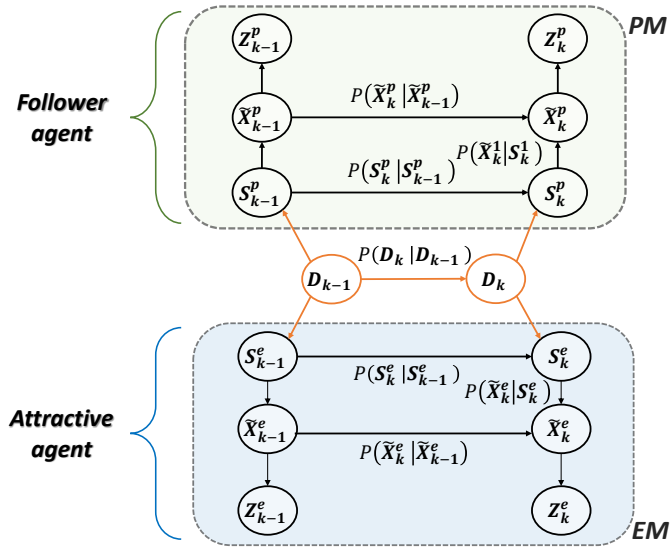 PM
Z^p_{k-1} Z^p_k
Follower agent
X̃^p_{k-1} P(X̃^p_k |X̃^p_{k-1}) X̃^p_k
P(X̃^1_k|S^1_k)
S^p_{k-1} P(S^p_k |S^p_{k-1}) S^p_k
P(D_k |D_{k-1})
D_{k-1} D_k
S^e_{k-1} S^e_k
P(S^e_k |S^e_{k-1}) P(X̃^e_k|S^e_k)
Attractive agent
X̃^e_{k-1} X̃^e_k
P(X̃^e_k |X̃^e_{k-1})
Z^e_{k-1} Z^e_k
EM